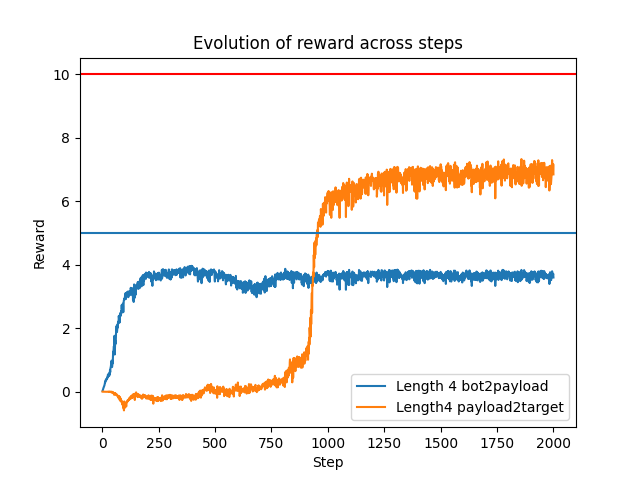 Evolution of reward across steps
Reward
10
8
6
4
2
0
0 250 500 750 1000 1250 1500 1750 2000
Step
Length 4 bot2payload
Length4 payload2target